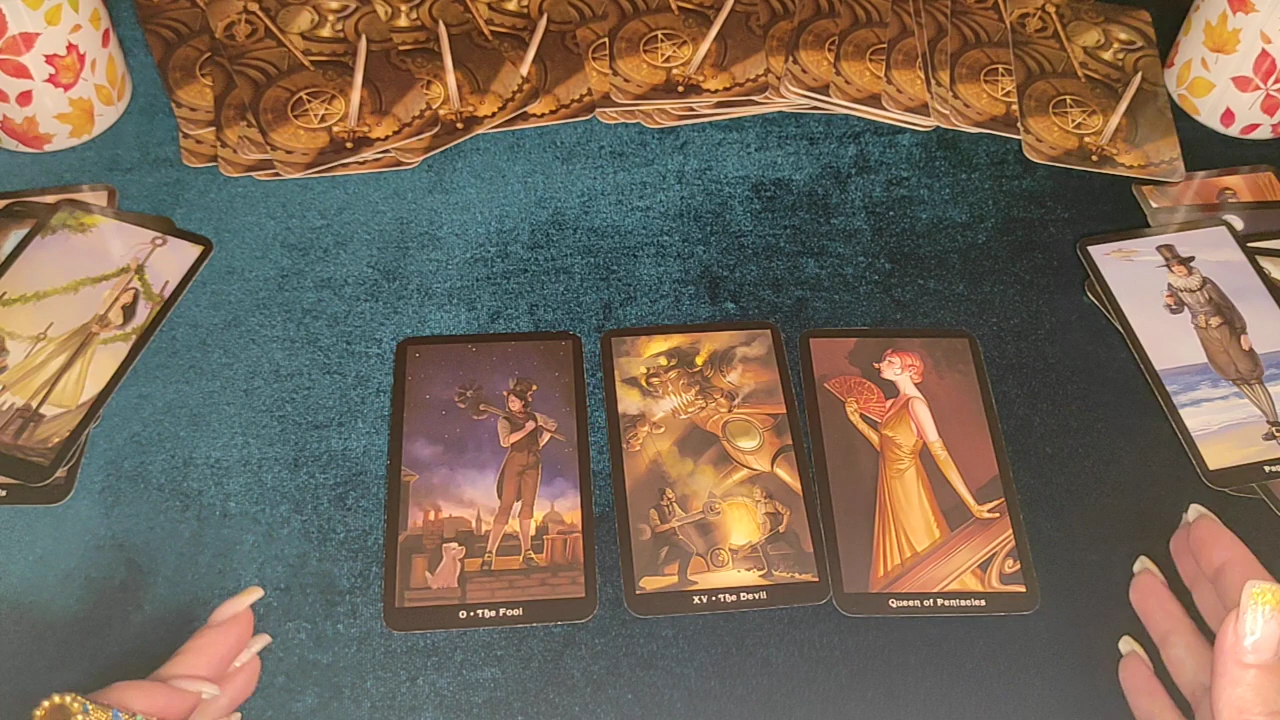 0 • The Fool
XV • The Devil
Queen of Pentacles